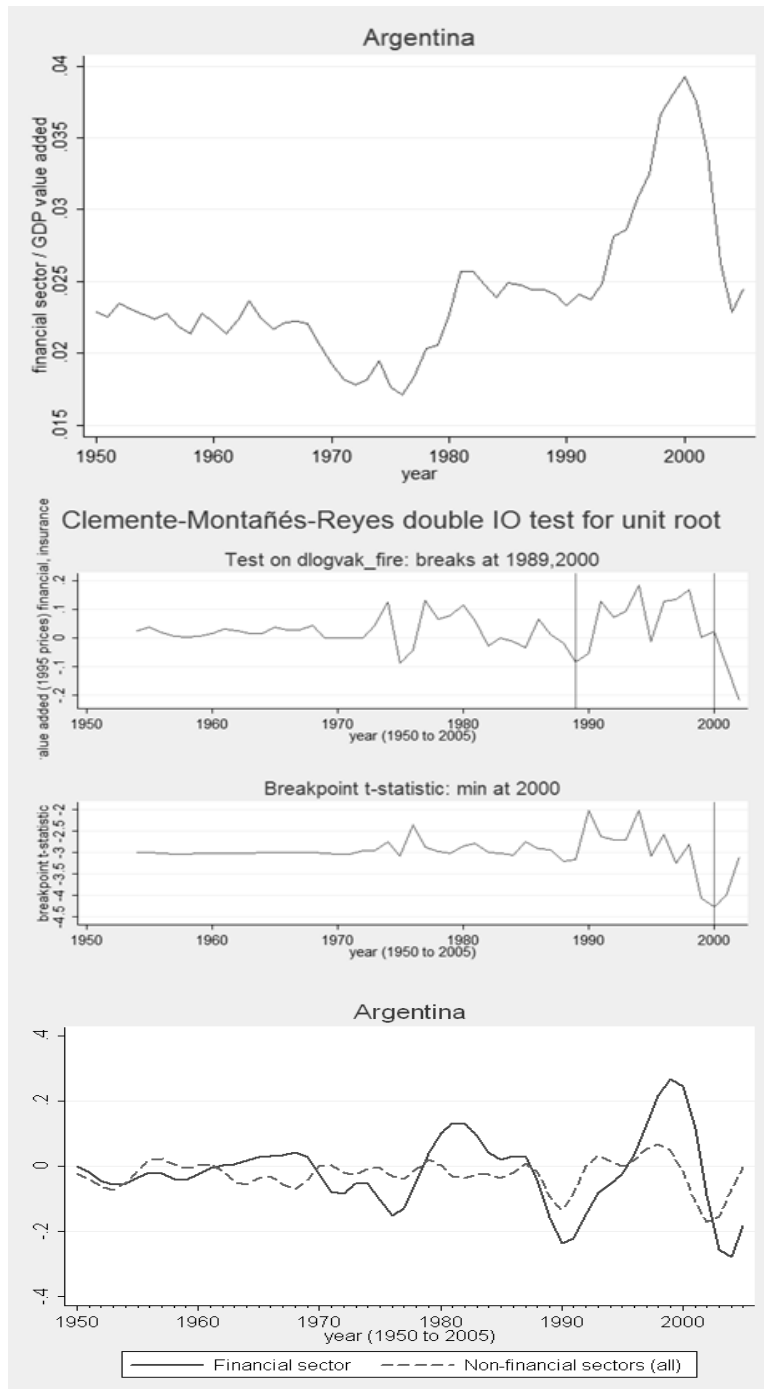 Argentina
financial sector / GDP value added
.04
.035
.03
.025
.02
.015
1950 1960 1970 1980 1990 2000
year
Clemente-Montañés-Reyes double IO test for unit root
Test on dlogvak_fire: breaks at 1989,2000
added (1995 prices) financial, insurance
.2
.1
0
-.1
-.2
1950 1960 1970 1980 1990 2000
year (1950 to 2005)
Breakpoint t-statistic: min at 2000
breakpoint t-statistic
-2
-2.5
-3
-3.5
-4
-4.5
1950 1960 1970 1980 1990 2000
year (1950 to 2005)
Argentina
.4
.2
0
-.2
-.4
1950 1960 1970 1980 1990 2000
year (1950 to 2005)
Financial sector Non-financial sectors (all)